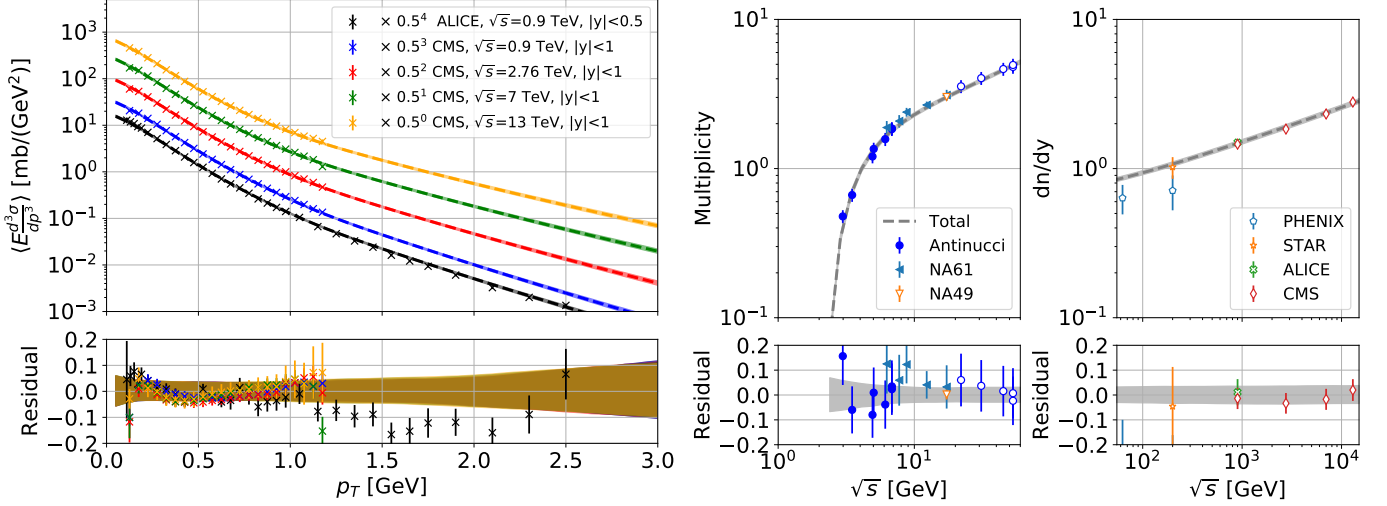 10³
10²
10¹
10⁰
10⁻¹
10⁻²
10⁻³
⟨E d³σ/dp³⟩ [mb/(GeV²)]
× 0.5⁴ ALICE, √s=0.9 TeV, |y|<0.5
× 0.5³ CMS, √s=0.9 TeV, |y|<1
× 0.5² CMS, √s=2.76 TeV, |y|<1
× 0.5¹ CMS, √s=7 TeV, |y|<1
× 0.5⁰ CMS, √s=13 TeV, |y|<1
0.2
0.1
0.0
−0.1
−0.2
Residual
0.0 0.5 1.0 1.5 2.0 2.5 3.0
p_T [GeV]
10¹
10⁰
10⁻¹
Multiplicity
Total
Antinucci
NA61
NA49
0.2
0.1
0.0
−0.1
−0.2
Residual
10⁰ 10¹
√s [GeV]
10¹
10⁰
10⁻¹
dn/dy
PHENIX
STAR
ALICE
CMS
0.2
0.1
0.0
−0.1
−0.2
Residual
10² 10³ 10⁴
√s [GeV]